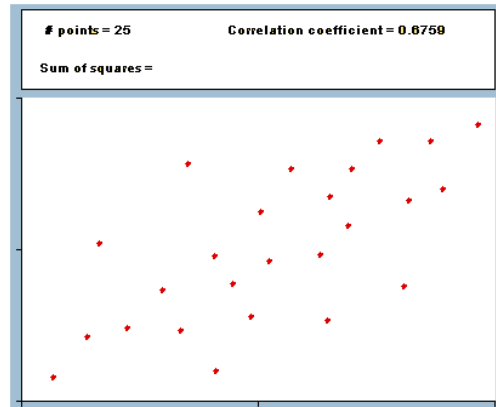 # points = 25 Correlation coefficient = 0.6759
Sum of squares =